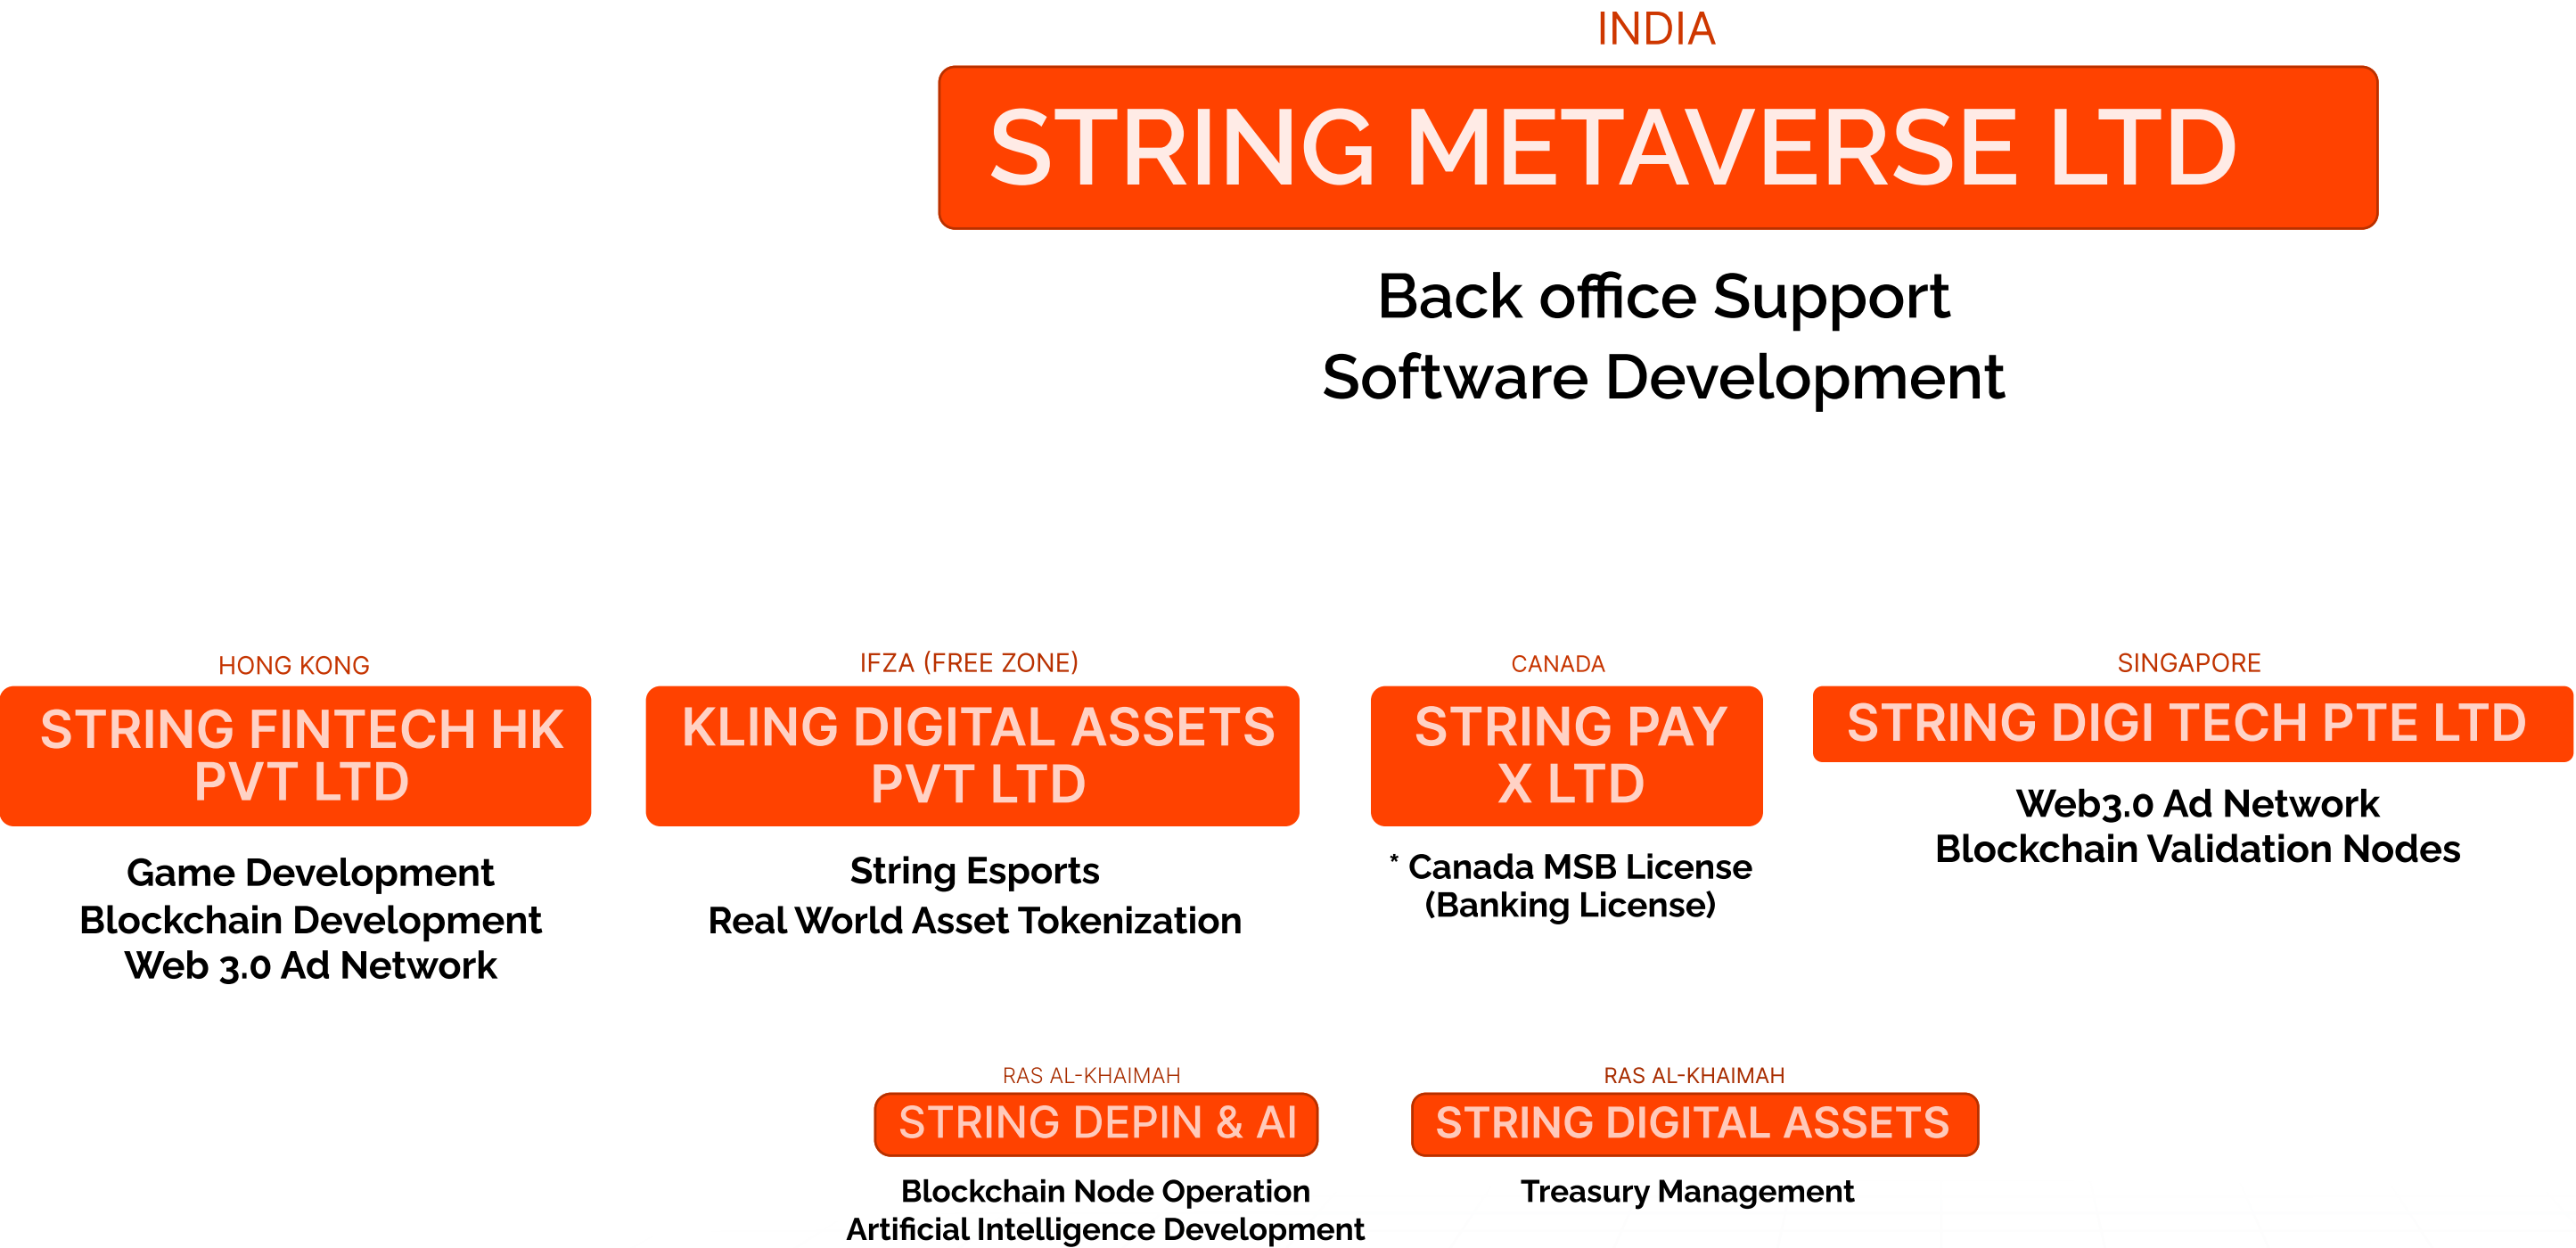 INDIA
STRING METAVERSE LTD
Back office Support
Software Development
HONG KONG
STRING FINTECH HK
PVT LTD
Game Development
Blockchain Development
Web 3.0 Ad Network
IFZA (FREE ZONE)
KLING DIGITAL ASSETS
PVT LTD
String Esports
Real World Asset Tokenization
CANADA
STRING PAY
X LTD
* Canada MSB License
(Banking License)
SINGAPORE
STRING DIGI TECH PTE LTD
Web3.0 Ad Network
Blockchain Validation Nodes
RAS AL-KHAIMAH
STRING DEPIN & AI
Blockchain Node Operation
Artificial Intelligence Development
RAS AL-KHAIMAH
STRING DIGITAL ASSETS
Treasury Management